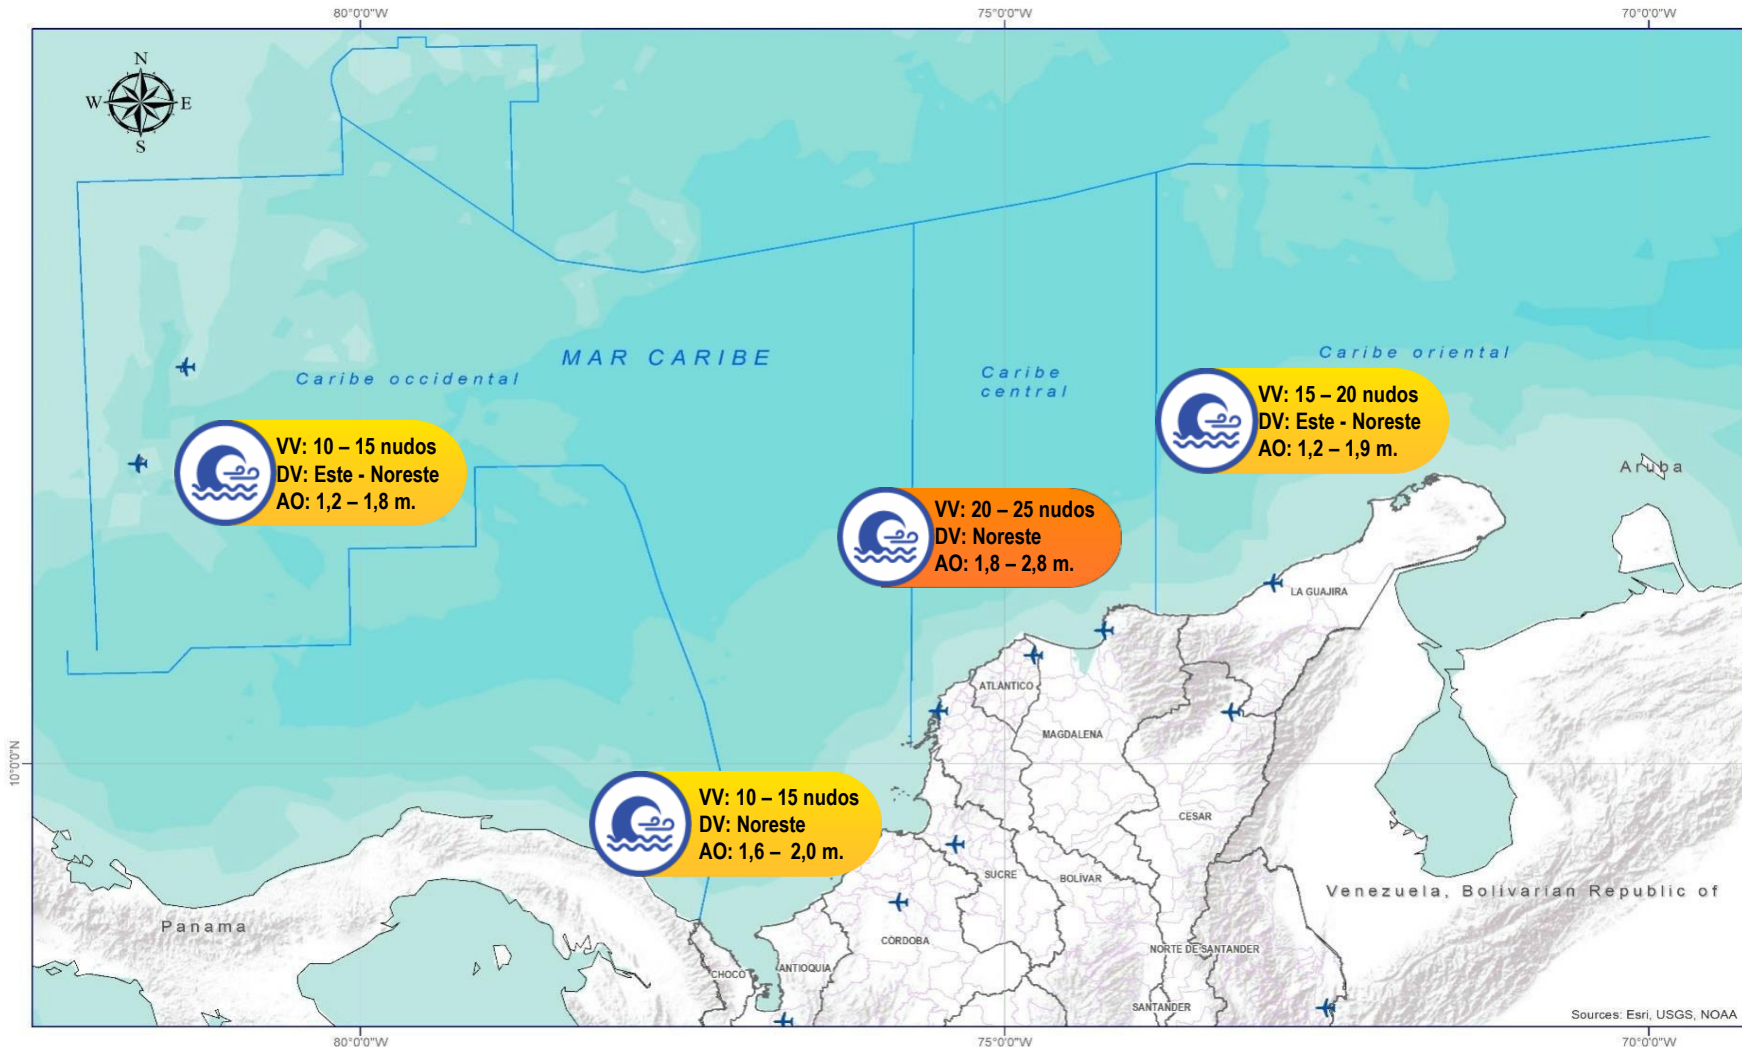 80°0'0"W
75°0'0"W
70°0'0"W
N
W
E
S
MAR CARIBE
Caribe occidental
Caribe
central
Caribe oriental
VV: 10 – 15 nudos
DV: Este - Noreste
AO: 1,2 – 1,8 m.
VV: 15 – 20 nudos
DV: Este - Noreste
AO: 1,2 – 1,9 m.
VV: 20 – 25 nudos
DV: Noreste
AO: 1,8 – 2,8 m.
Aruba
LA GUAJIRA
ATLÁNTICO
MAGDALENA
10°0'0"N
VV: 10 – 15 nudos
DV: Noreste
AO: 1,6 – 2,0 m.
CESAR
SUCRE
BOLÍVAR
Venezuela, Bolivarian Republic of
Panama
CÓRDOBA
NORTE DE SANTANDER
CHOCO
ANTIOQUIA
SANTANDER
Sources: Esri, USGS, NOAA
80°0'0"W
75°0'0"W
70°0'0"W